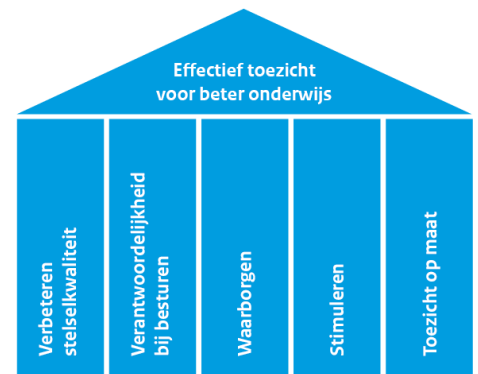 Effectief toezicht
voor beter onderwijs
Verbeteren
stelselkwaliteit
Verantwoordelijkheid
bij besturen
Waarborgen
Stimuleren
Toezicht op maat